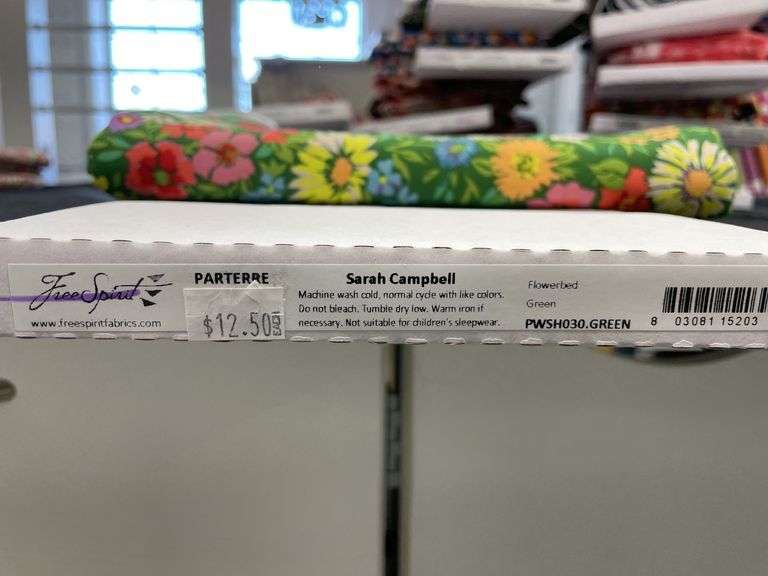 FreeSpirit
www.freespiritfabrics.com
PARTERRE
$12.50
EACH
Sarah Campbell
Machine wash cold, normal cycle with like colors.
Do not bleach. Tumble dry low. Warm iron if
necessary. Not suitable for children's sleepwear.
Flowerbed
Green
PWSH030.GREEN
8 03081 15203